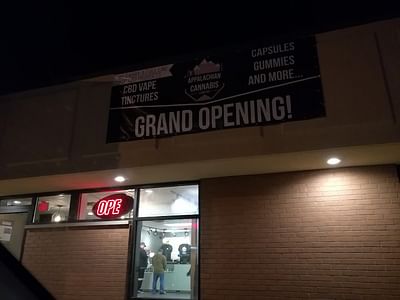 CBD VAPE
TINCTURES
APPALACHIAN
CANNABIS
CAPSULES
GUMMIES
AND MORE...
GRAND OPENING!
OPE